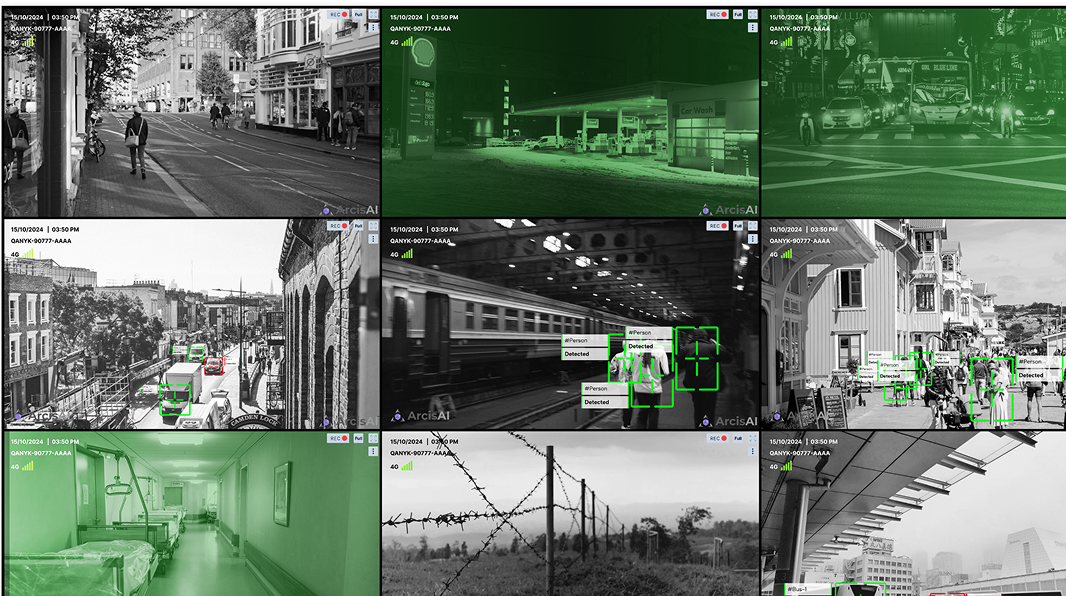 15/10/2024 | 03:50 PM
REC
Full
QANYK-90777-AAAA
4G
ArcisAI
15/10/2024 | 03:50 PM
REC
Full
QANYK-90777-AAAA
4G
Car Wash
ArcisAI
15/10/2024 | 03:50 PM
QANYK-90777-AAAA
4G
BLUE LINE
15/10/2024 | 03:50 PM
REC
Full
QANYK-90777-AAAA
4G
ArcisAI
CAMDEN LOCK
15/10/2024 | 03:50 PM
REC
Full
QANYK-90777-AAAA
4G
#Person
Detected
#Person
Detected
#Person
Detected
ArcisAI
15/10/2024 | 03:50 PM
QANYK-90777-AAAA
4G
#Person
Detected
#Person
Detected
15/10/2024 | 03:50 PM
REC
Full
QANYK-90777-AAAA
4G
15/10/2024 | 03:50 PM
REC
Full
QANYK-90777-AAAA
4G
15/10/2024 | 03:50 PM
QANYK-90777-AAAA
4G
#Bus-1